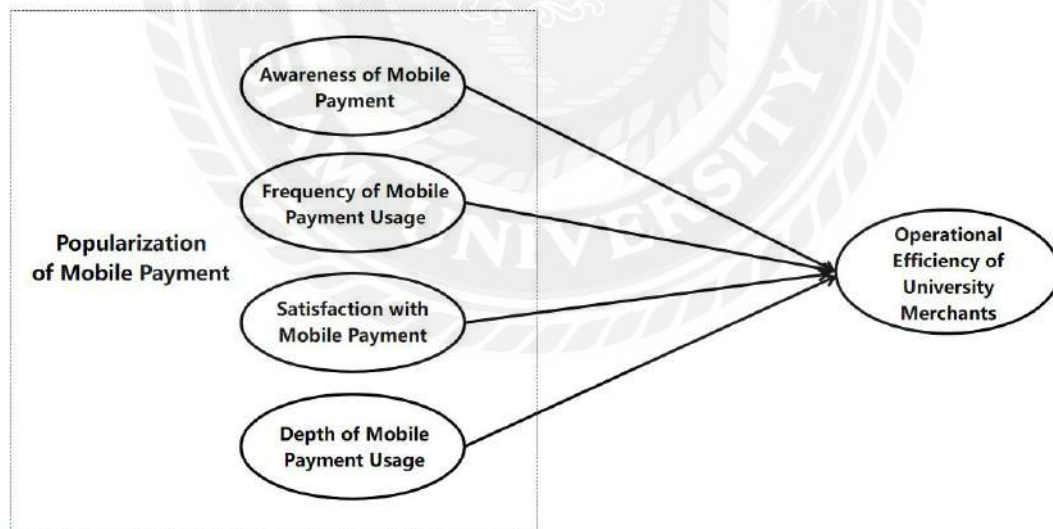 Awareness of Mobile
Payment
Frequency of Mobile
Payment Usage
Popularization
of Mobile Payment
Satisfaction with
Mobile Payment
Depth of Mobile
Payment Usage
Operational
Efficiency of
University
Merchants
UNIVERSITY